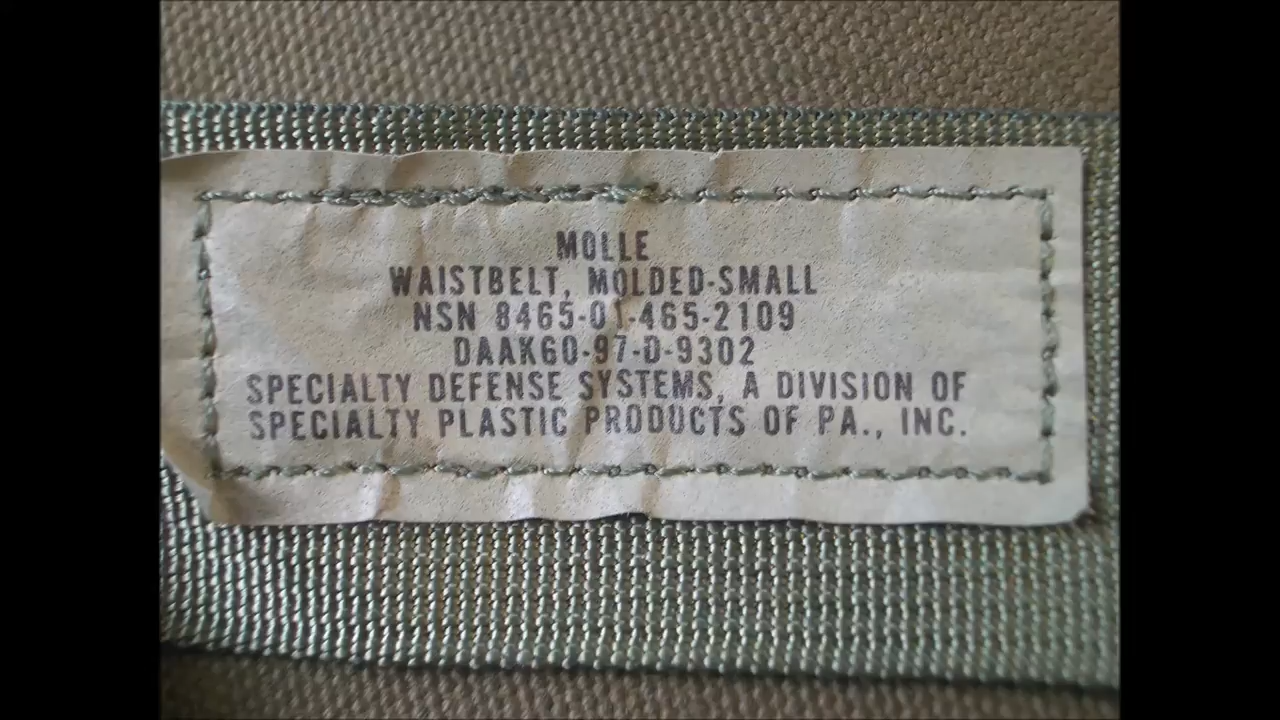 MOLLE
WAISTBELT, MOLDED-SMALL
NSN 8465-01-465-2109
DAAK60-97-D-9302
SPECIALTY DEFENSE SYSTEMS, A DIVISION OF
SPECIALTY PLASTIC PRODUCTS OF PA., INC.